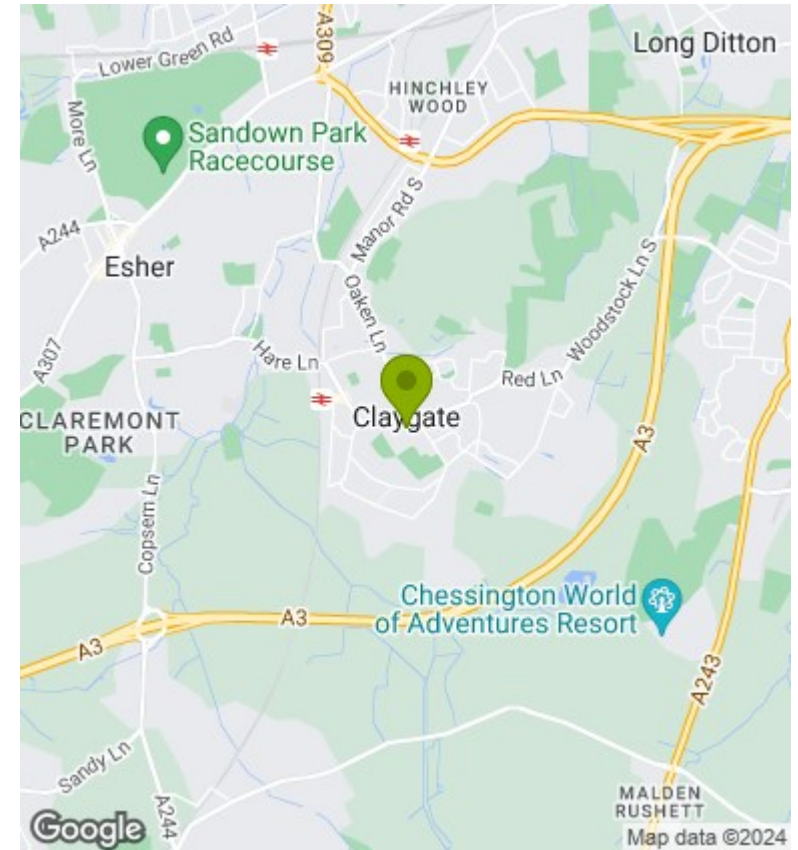 A309
Long Ditton
Lower Green Rd
HINCHLEY
WOOD
More Ln
Sandown Park
Racecourse
Manor Rd S
A244
Esher
Woodstock Ln S
Oaken Ln
A307
Hare Ln
Red Ln
Claygate
CLAREMONT
PARK
A3
Copsem Ln
Chessington World
of Adventures Resort
A3
A3
A243
Sandy Ln
A244
MALDEN
RUSHETT
Google
Map data ©2024